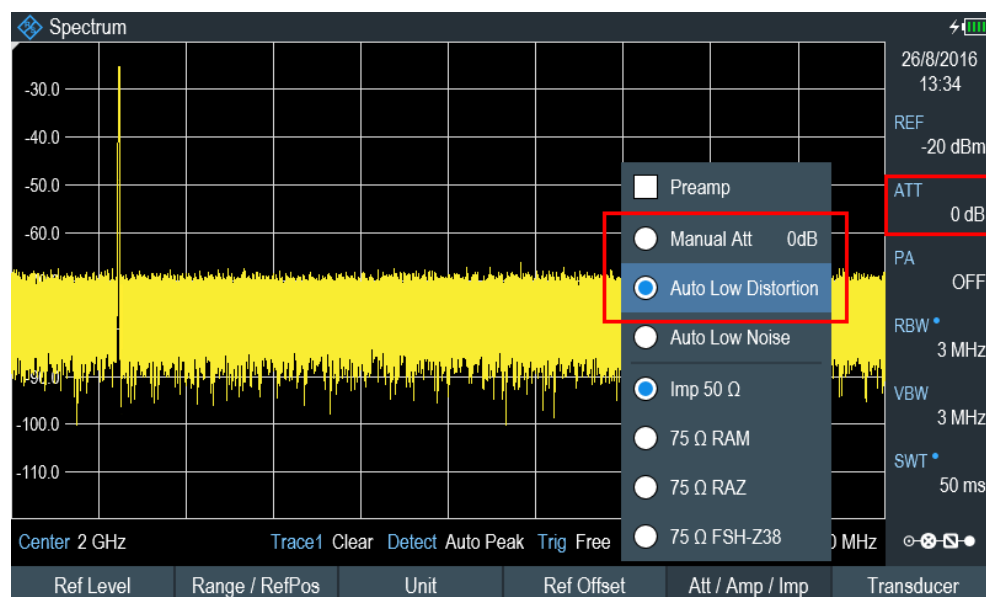 Spectrum
26/8/2016
13:34
-30.0
-40.0
-50.0
-60.0
-90.0
-100.0
-110.0
REF
-20 dBm
ATT
0 dB
PA
OFF
RBW
3 MHz
VBW
3 MHz
SWT
50 ms
Preamp
Manual Att 0dB
Auto Low Distortion
Auto Low Noise
Imp 50 Ω
75 Ω RAM
75 Ω RAZ
75 Ω FSH-Z38
Center 2 GHz Trace1 Clear Detect Auto Peak Trig Free 0 MHz
Ref Level Range / RefPos Unit Ref Offset Att / Amp / Imp Transducer